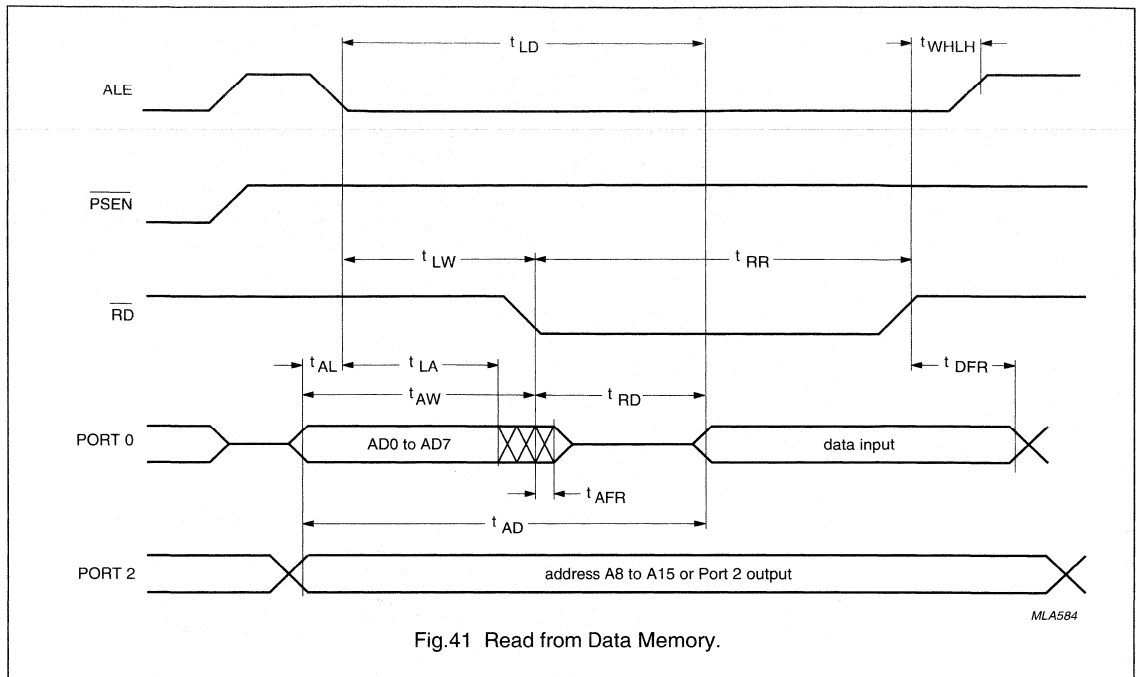 t LD
t WHLH
ALE
PSEN
t LW
t RR
RD
t AL
t LA
t DFR
t AW
t RD
PORT 0
AD0 to AD7
data input
t AFR
t AD
PORT 2
address A8 to A15 or Port 2 output
MLA584
Fig.41 Read from Data Memory.